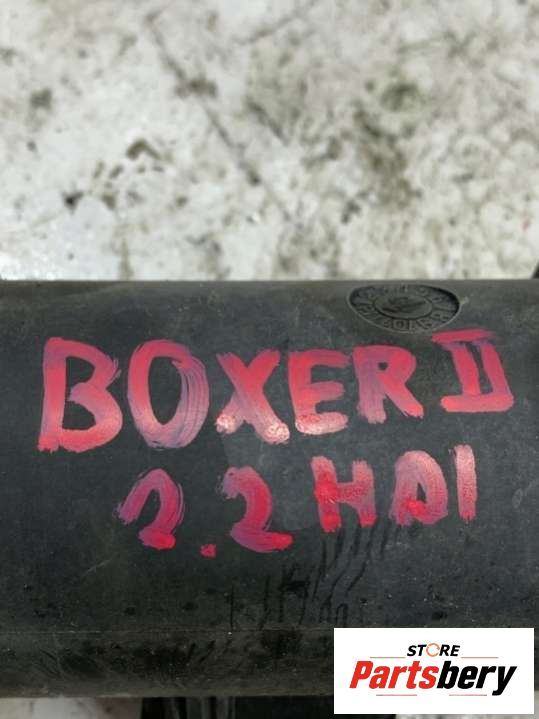 BOXER II
2.2 HDI
STORE
Partsbery